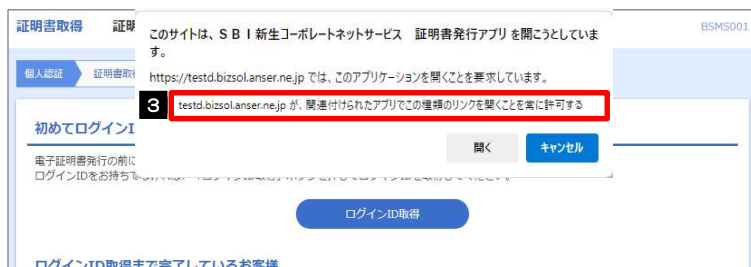 証明書取得
BSMS001
このサイトは、ＳＢＩ新生コーポレートネットサービス　証明書発行アプリ を開こうとしていま
す。
https://testd.bizsol.anser.ne.jp では、このアプリケーションを開くことを要求しています。
個人認証
3
testd.bizsol.anser.ne.jp が、関連付けられたアプリでこの種類のリンクを開くことを常に許可する
開く
キャンセル
初めてログイン
電子証明書発行の前に
ログインIDをお持ちで
ログインID取得
ログインID取得まで完了しているお客様